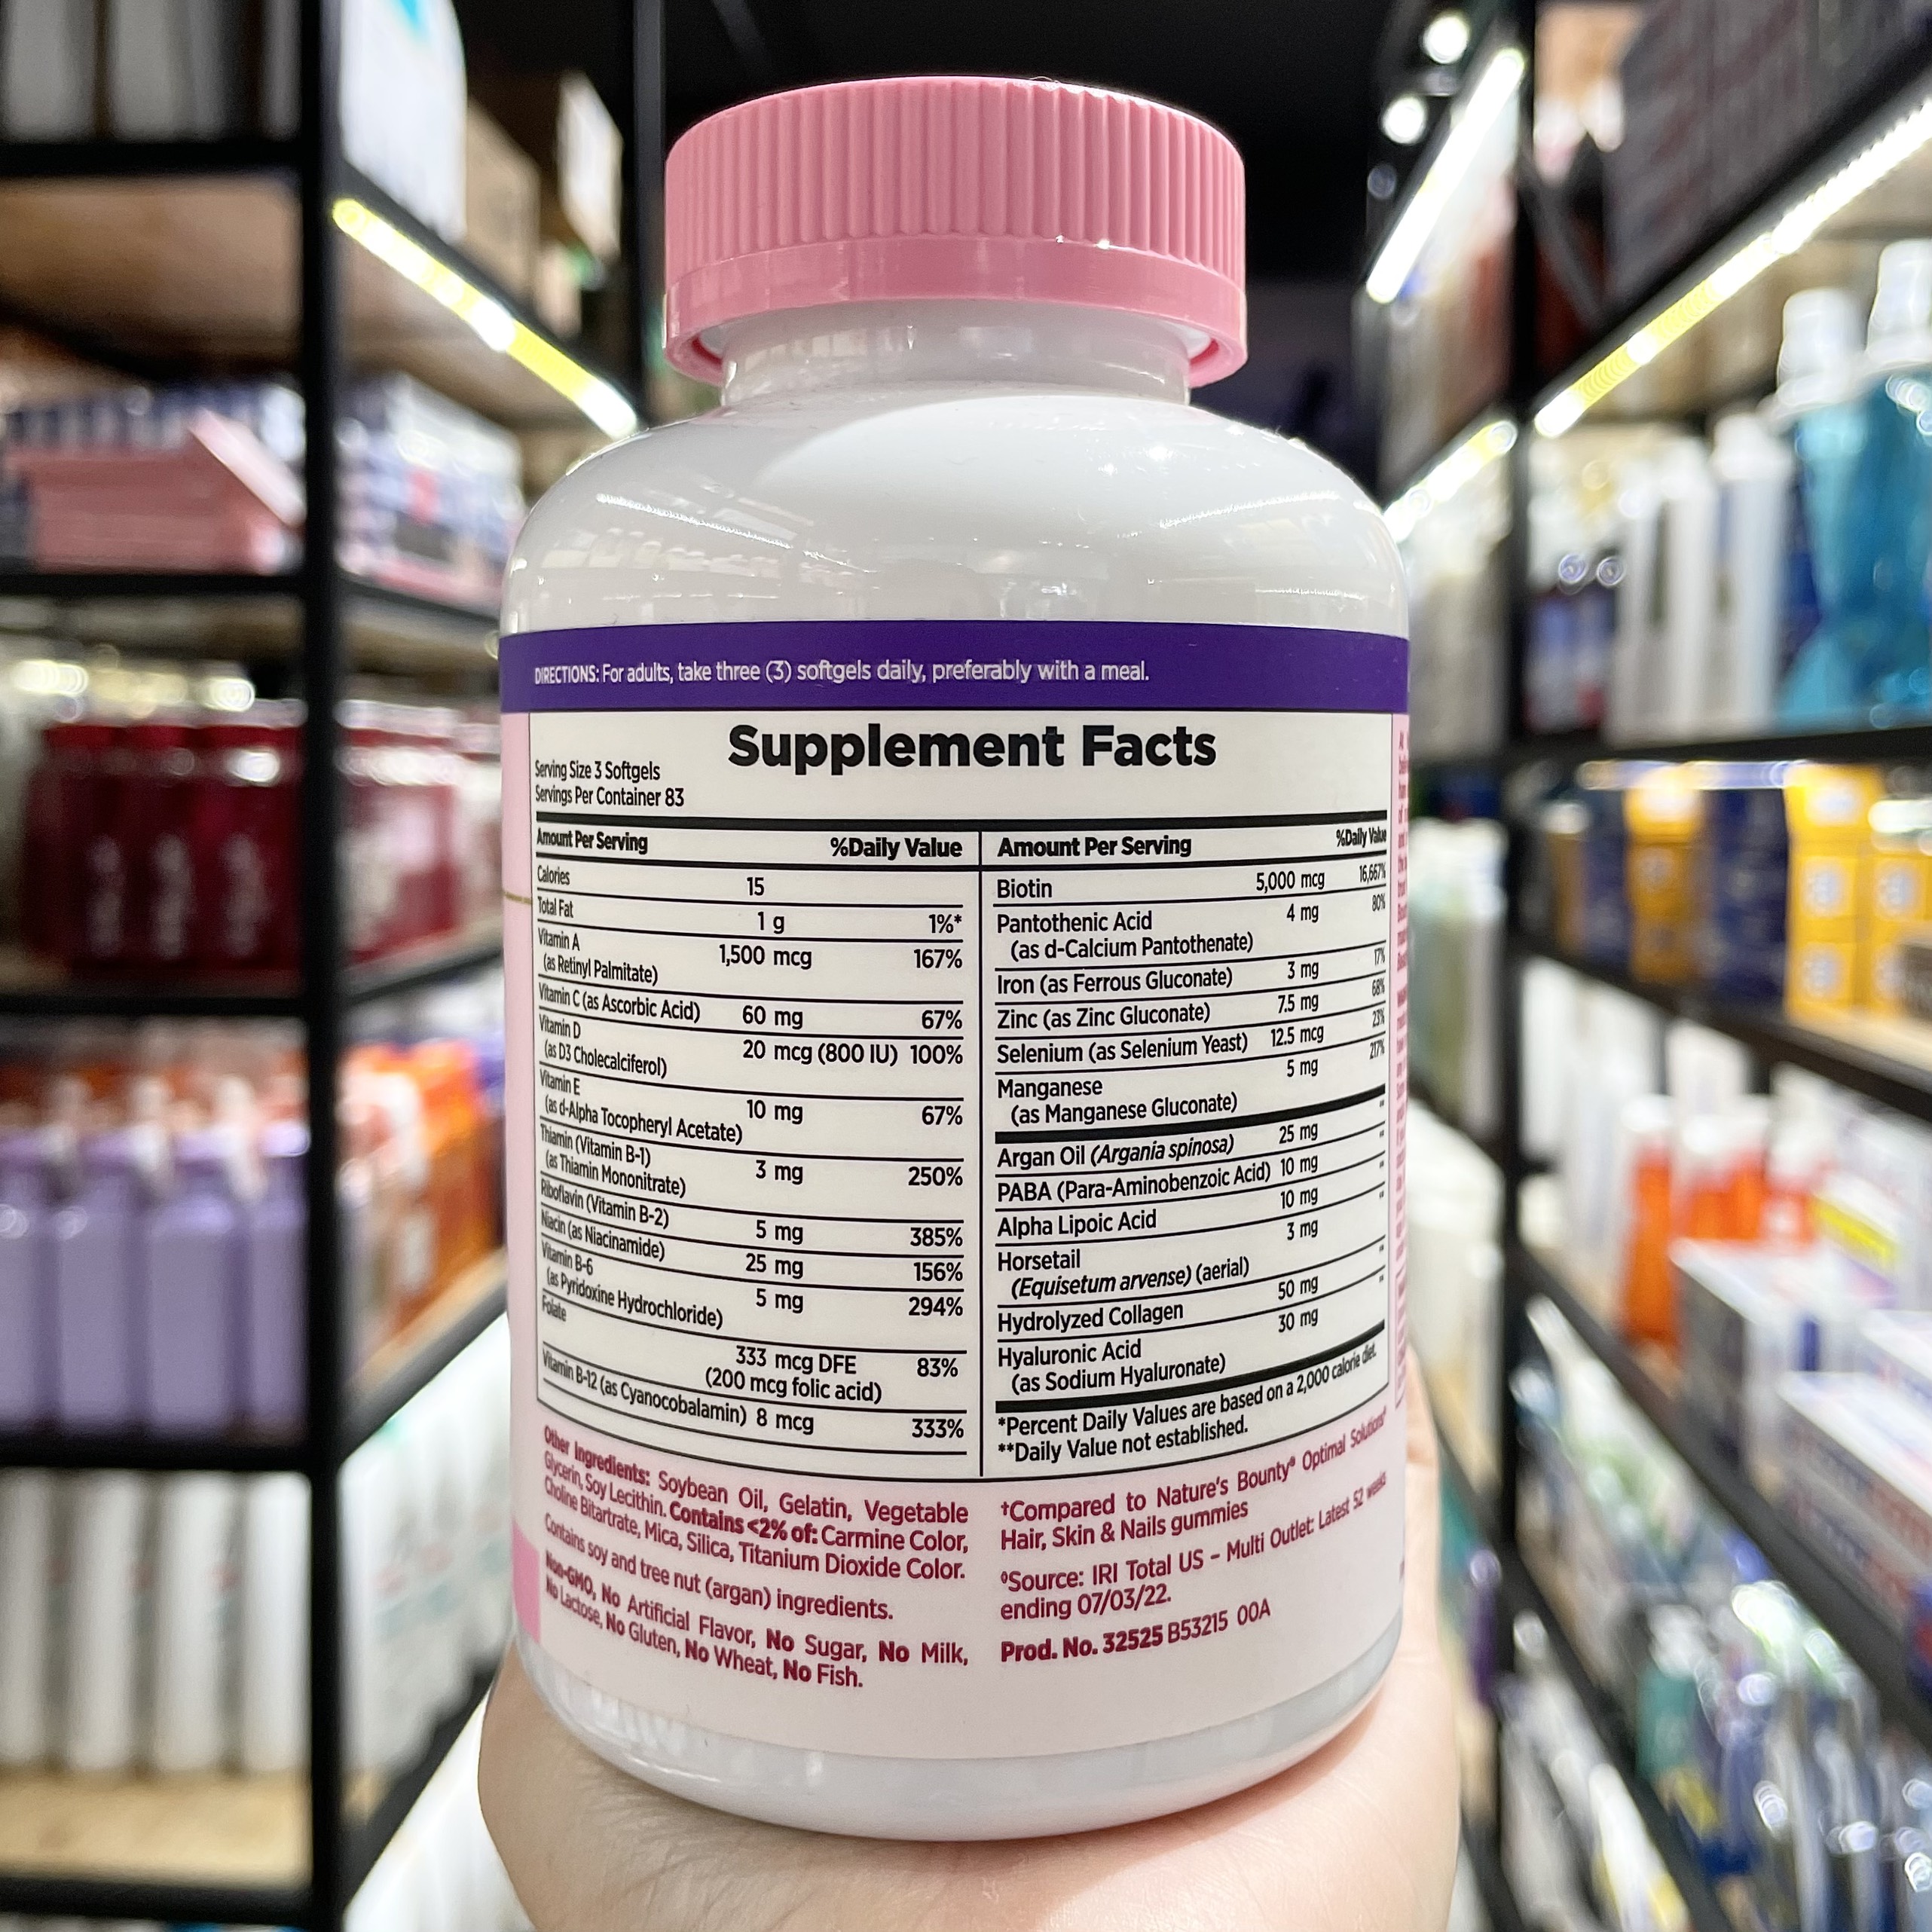 DIRECTIONS: For adults, take three (3) softgels daily, preferably with a meal.
Supplement Facts
Serving Size 3 Softgels
Servings Per Container 83
Amount Per Serving %Daily Value
Calories 15
Total Fat 1 g 1%*
Vitamin A 1,500 mcg 167%
(as Retinyl Palmitate)
Vitamin C (as Ascorbic Acid) 60 mg 67%
Vitamin D 20 mcg (800 IU) 100%
(as D3 Cholecalciferol)
Vitamin E 10 mg 67%
(as d-Alpha Tocopheryl Acetate)
Thiamin (Vitamin B-1) 3 mg 250%
(as Thiamin Mononitrate)
Riboflavin (Vitamin B-2) 5 mg 385%
Niacin (as Niacinamide) 25 mg 156%
Vitamin B-6 5 mg 294%
(as Pyridoxine Hydrochloride)
Folate 333 mcg DFE 83%
(200 mcg folic acid)
Vitamin B-12 (as Cyanocobalamin) 8 mcg 333%
Amount Per Serving %Daily Value
Biotin 5,000 mcg 16,667%
Pantothenic Acid 4 mg 80%
(as d-Calcium Pantothenate)
Iron (as Ferrous Gluconate) 3 mg 17%
Zinc (as Zinc Gluconate) 7.5 mg 68%
Selenium (as Selenium Yeast) 12.5 mcg 23%
Manganese 5 mg 217%
(as Manganese Gluconate)
Argan Oil (Argania spinosa) 25 mg **
PABA (Para-Aminobenzoic Acid) 10 mg **
Alpha Lipoic Acid 10 mg **
Horsetail 3 mg **
(Equisetum arvense) (aerial)
Hydrolyzed Collagen 50 mg **
Hyaluronic Acid 30 mg **
(as Sodium Hyaluronate)
*Percent Daily Values are based on a 2,000 calorie diet.
**Daily Value not established.
Other Ingredients: Soybean Oil, Gelatin, Vegetable
Glycerin, Soy Lecithin. Contains <2% of: Carmine Color,
Choline Bitartrate, Mica, Silica, Titanium Dioxide Color.
Contains soy and tree nut (argan) ingredients.
Non-GMO, No Artificial Flavor, No Sugar, No Milk,
No Lactose, No Gluten, No Wheat, No Fish.
†Compared to Nature's Bounty® Optimal Solutions®
Hair, Skin & Nails gummies
◊Source: IRI Total US - Multi Outlet: Latest 52 weeks
ending 07/03/22.
Prod. No. 32525 B53215 00A